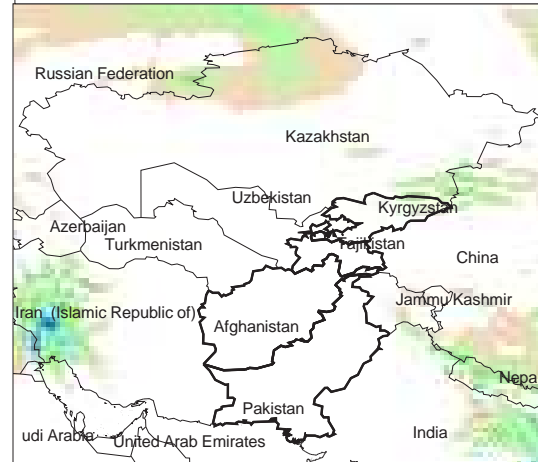 Russian Federation
Kazakhstan
Uzbekistan
Kyrgyzstan
Azerbaijan
Turkmenistan
Tajikistan
China
Jammu Kashmir
Iran (Islamic Republic of)
Afghanistan
Nepa
Pakistan
udi Arabia
United Arab Emirates
India